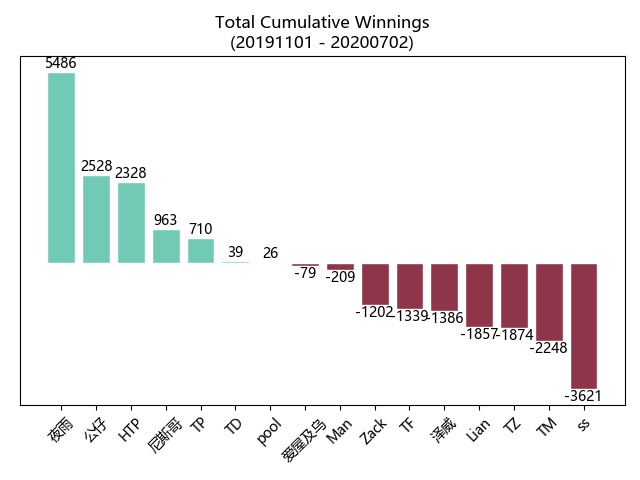 Total Cumulative Winnings
(20191101 - 20200702)
5486
2528
2328
963
710
39
26
-79
-209
-1202
-1339
-1386
-1857
-1874
-2248
-3621
夜雨
公仔
HTP
尼斯哥
TP
TD
pool
爱屋及乌
Man
Zack
TF
泽威
Lian
TZ
TM
ss